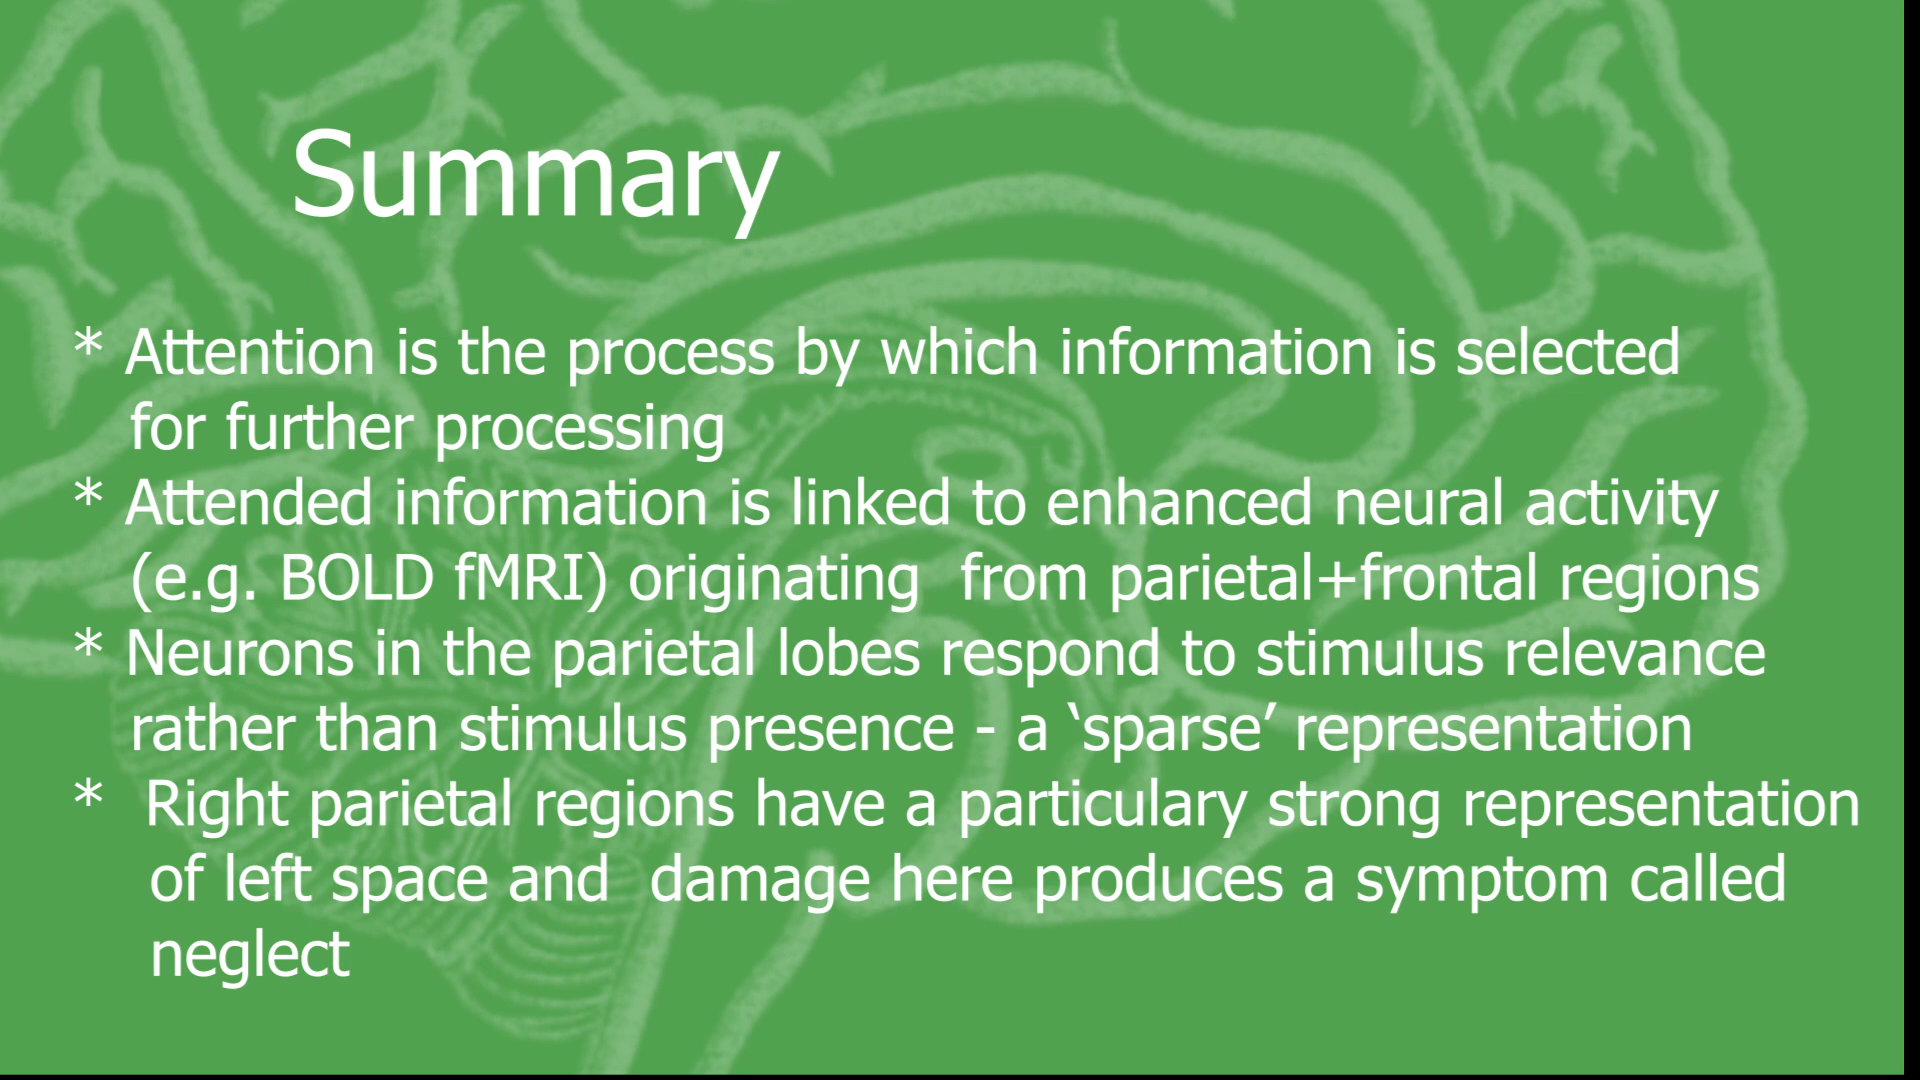 Summary
* Attention is the process by which information is selected
for further processing
* Attended information is linked to enhanced neural activity
(e.g. BOLD fMRI) originating  from parietal+frontal regions
* Neurons in the parietal lobes respond to stimulus relevance
rather than stimulus presence - a ‘sparse’ representation
*  Right parietal regions have a particulary strong representation
of left space and  damage here produces a symptom called
neglect